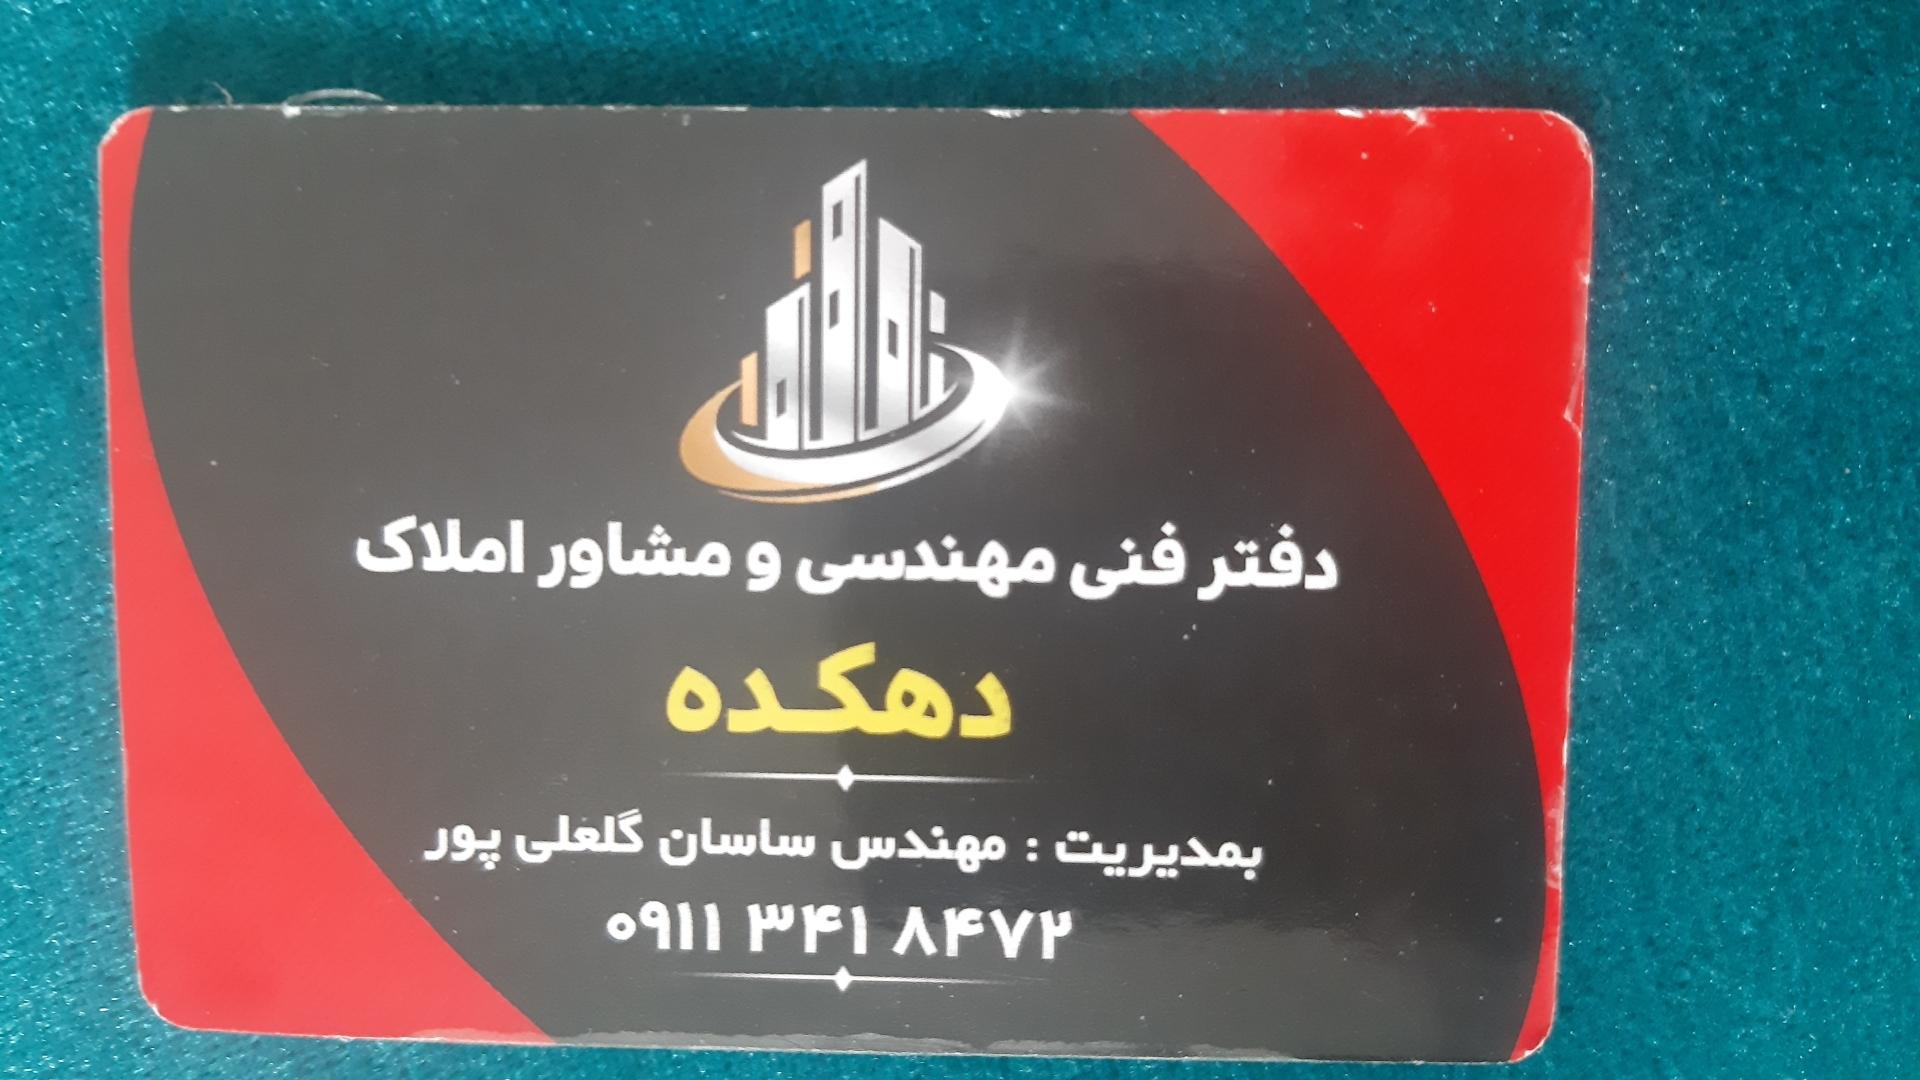 دفتر فنی مهندسی و مشاور املاک
دهکده
بمدیریت : مهندس ساسان گلعلی پور
۰۹۱۱ ۳۴۱ ۸۴۷۲